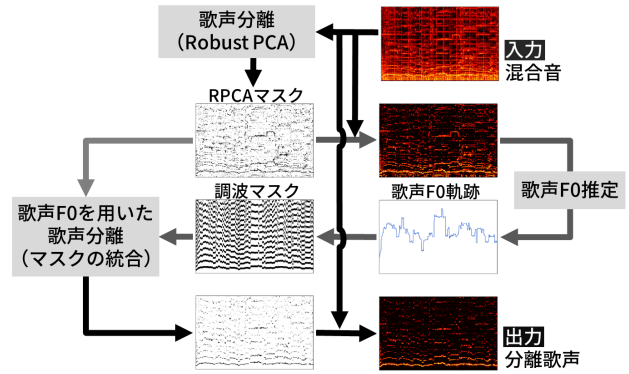 歌声分離
（Robust PCA）
入力
混合音
RPCAマスク
調波マスク
歌声F0軌跡
歌声F0推定
歌声F0を用いた
歌声分離
（マスクの統合）
出力
分離歌声